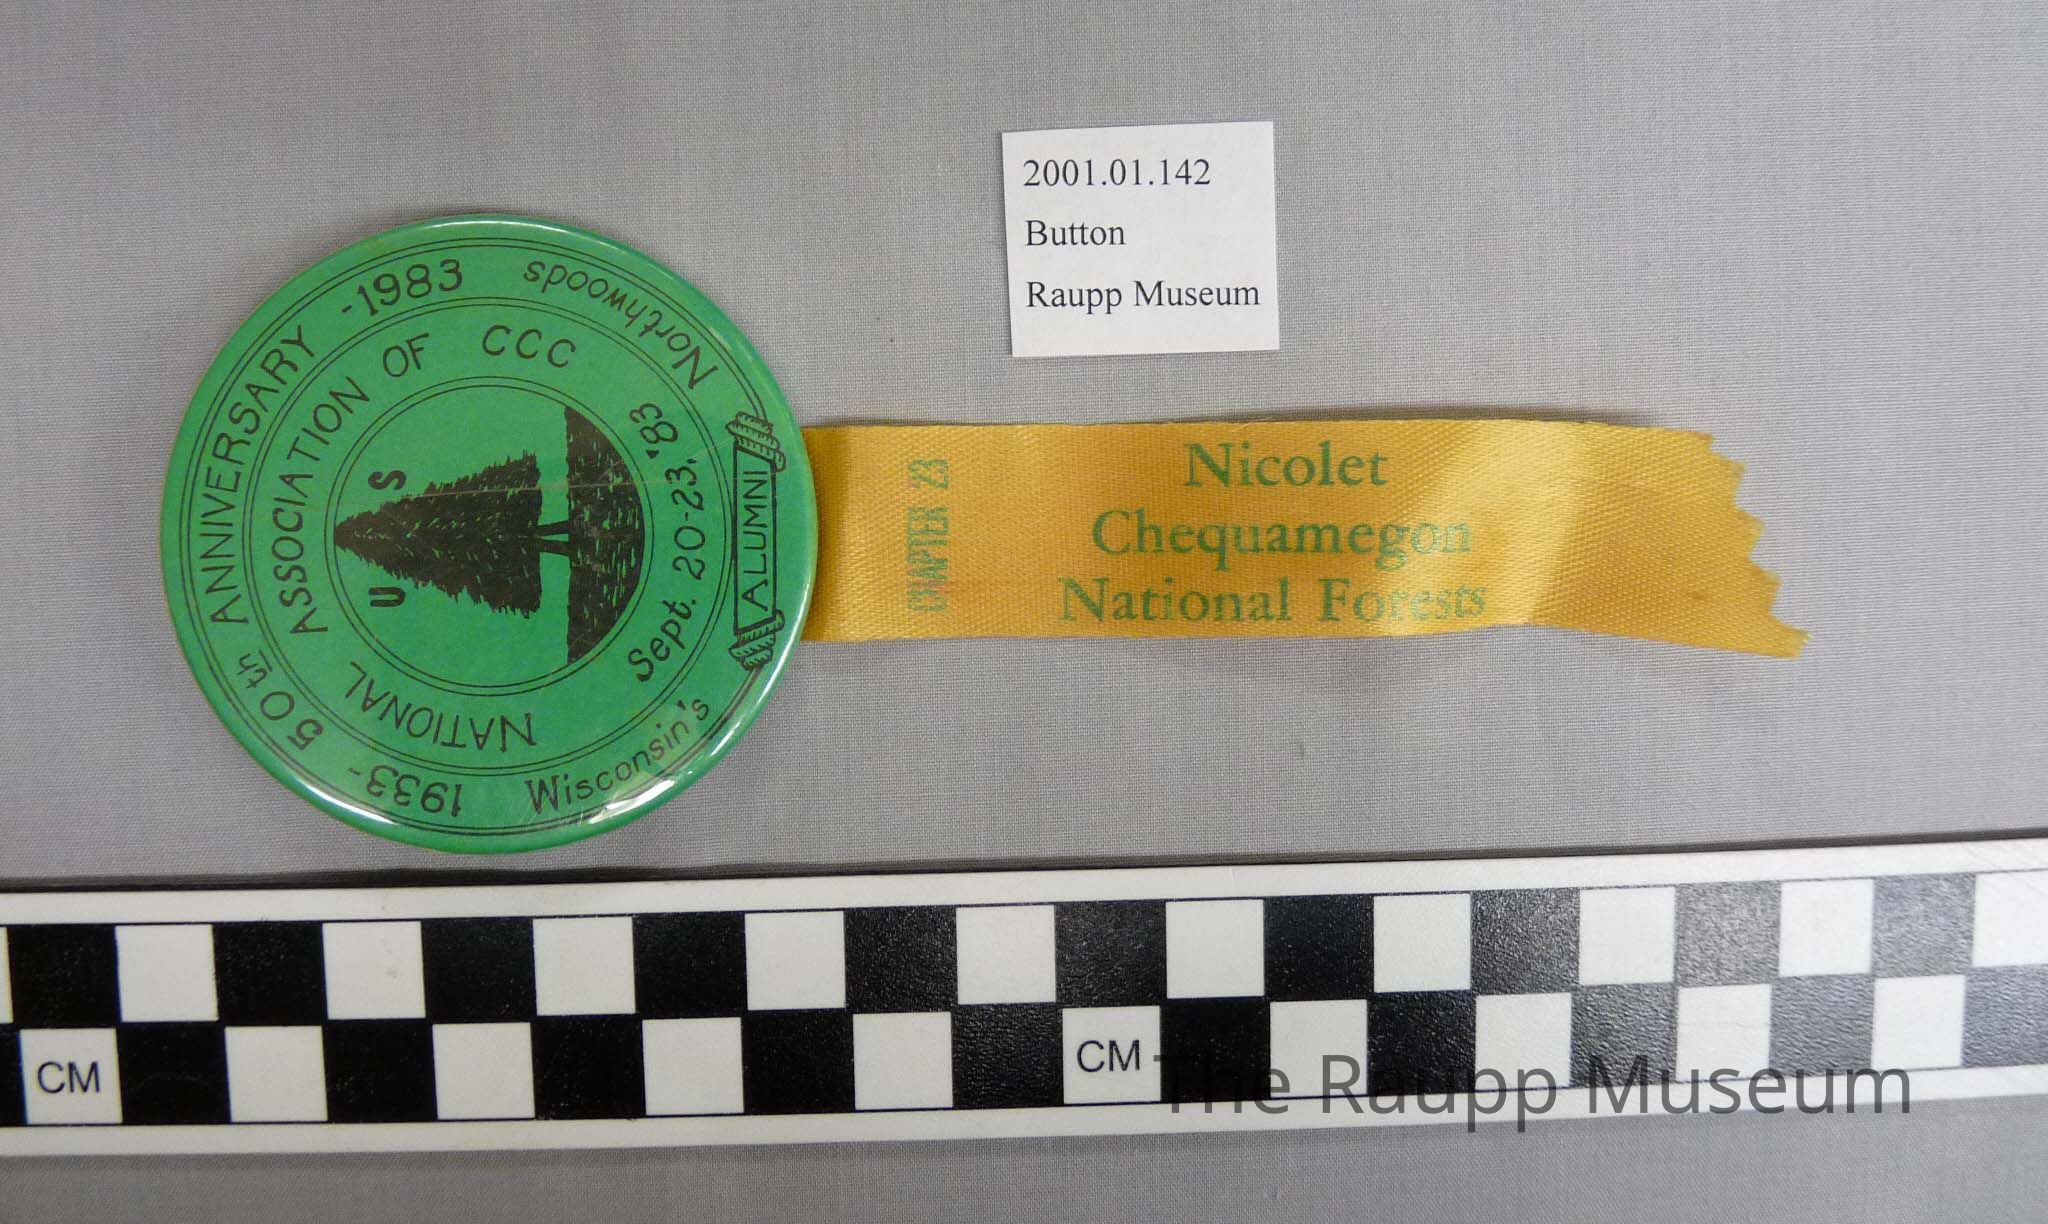 1933-
50th ANNIVERSARY
-1983
NATIONAL ASSOCIATION OF CCC
U S
Sept. 20-23, '83
Wisconsin's
ALUMNI
Northwoods
CHAPTER 23
Nicolet
Chequamegon
National Forests
2001.01.142
Button
Raupp Museum
CM
CM
The Raupp Museum